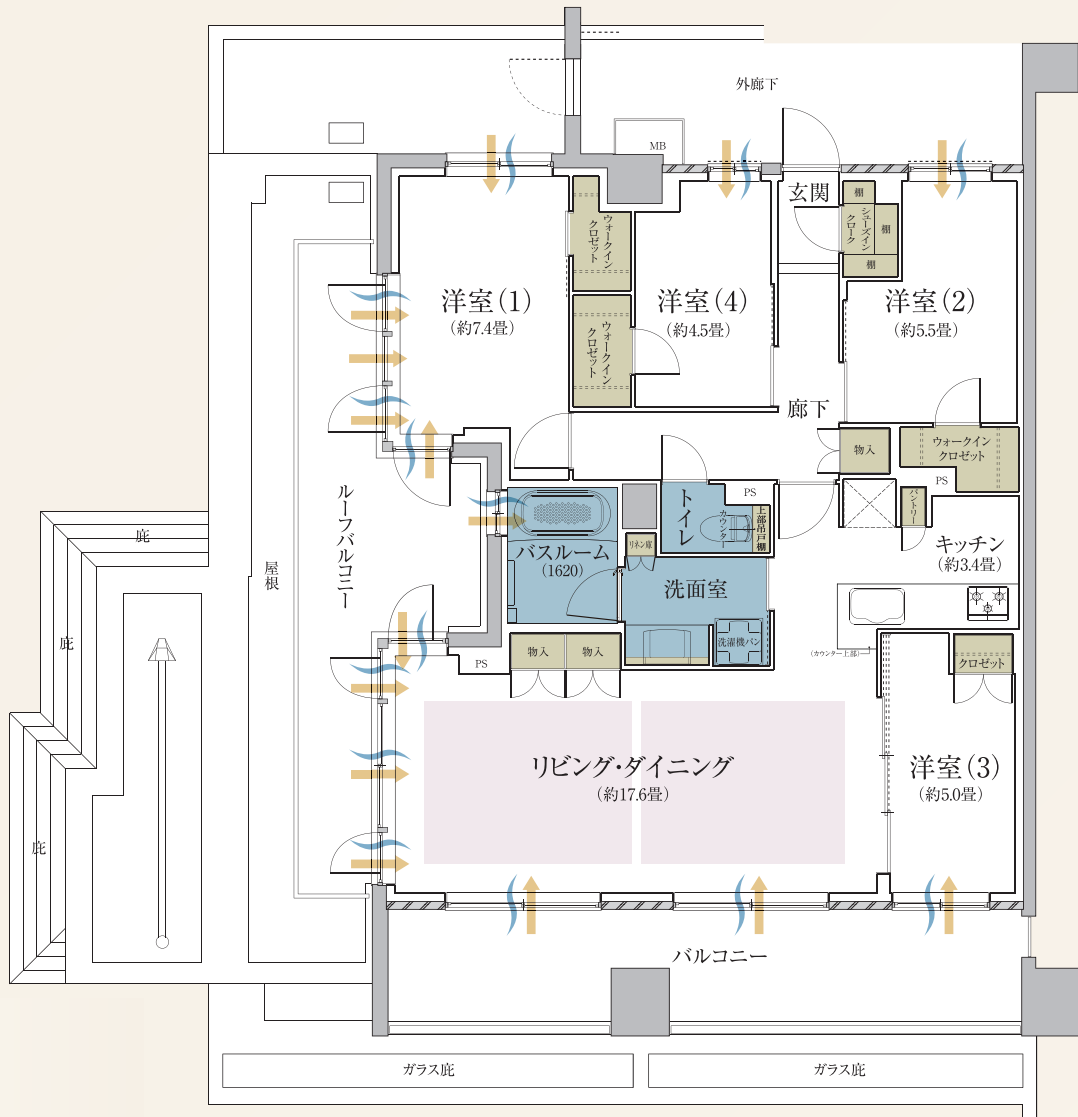 外廊下
MB
玄関
棚
シューズイン
クローク
棚
棚
ウォークイン
クロゼット
洋室(1)
(約7.4畳)
洋室(4)
(約4.5畳)
洋室(2)
(約5.5畳)
ウォークイン
クロゼット
廊下
物入
ウォークイン
クロゼット
PS
ルーフバルコニー
トイレ
PS
カウンター
上部吊戸棚
パントリー
庇
屋根
バスルーム
(1620)
リネン庫
キッチン
(約3.4畳)
洗面室
庇
洗濯機パン
物入
物入
PS
(カウンター上部)
クロゼット
リビング・ダイニング
(約17.6畳)
洋室(3)
(約5.0畳)
庇
バルコニー
ガラス庇
ガラス庇